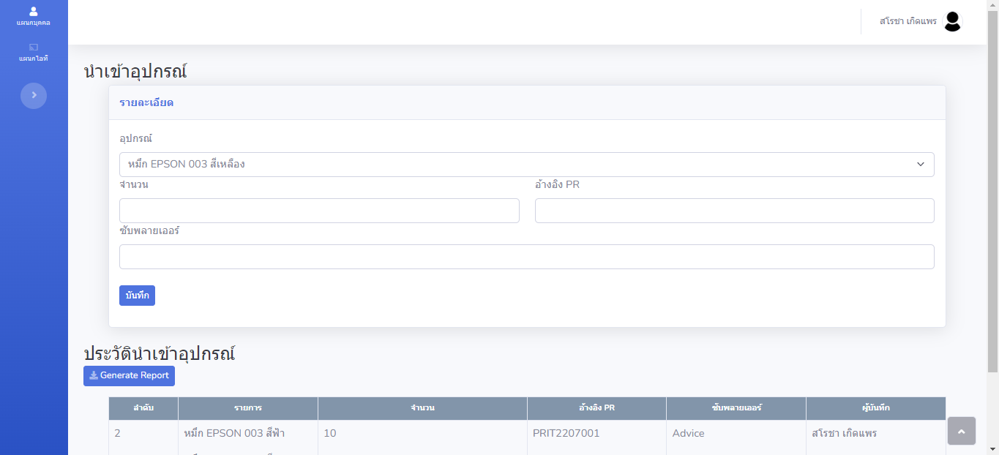 แผนกบุคคล
แผนกไอที
สโรชา เกิดแพร
นำเข้าอุปกรณ์
รายละเอียด
อุปกรณ์
หมึก EPSON 003 สีเหลือง
จำนวน
อ้างอิง PR
ซับพลายเออร์
บันทึก
ประวัตินำเข้าอุปกรณ์
Generate Report
ลำดับ รายการ จำนวน อ้างอิง PR ซับพลายเออร์ ผู้บันทึก
2 หมึก EPSON 003 สีฟ้า 10 PRIT2207001 Advice สโรชา เกิดแพร